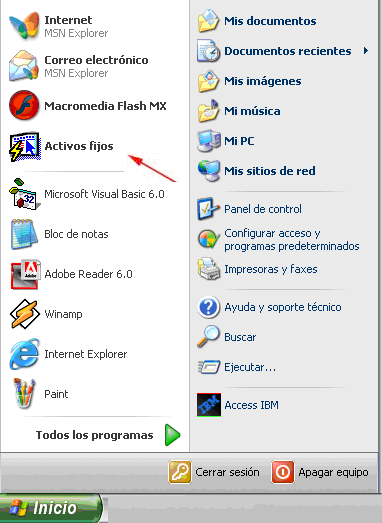 Internet
MSN Explorer
Correo electrónico
MSN Explorer
Macromedia Flash MX
Activos fijos
Microsoft Visual Basic 6.0
Bloc de notas
Adobe Reader 6.0
Winamp
Internet Explorer
Paint
Todos los programas
Mis documentos
Documentos recientes
Mis imágenes
Mi música
Mi PC
Mis sitios de red
Panel de control
Configurar acceso y
programas predeterminados
Impresoras y faxes
Ayuda y soporte técnico
Buscar
Ejecutar...
IBM
Access IBM
Cerrar sesión
Apagar equipo
Inicio